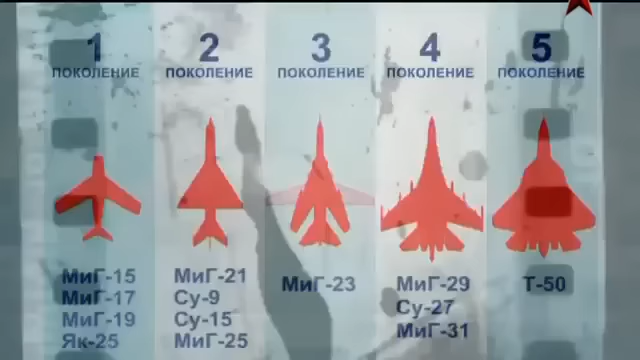 1
ПОКОЛЕНИЕ
МиГ-15
МиГ-17
МиГ-19
Як-25
2
ПОКОЛЕНИЕ
МиГ-21
Су-9
Су-15
МиГ-25
3
ПОКОЛЕНИЕ
МиГ-23
4
ПОКОЛЕНИЕ
МиГ-29
Су-27
МиГ-31
5
ПОКОЛЕНИЕ
Т-50